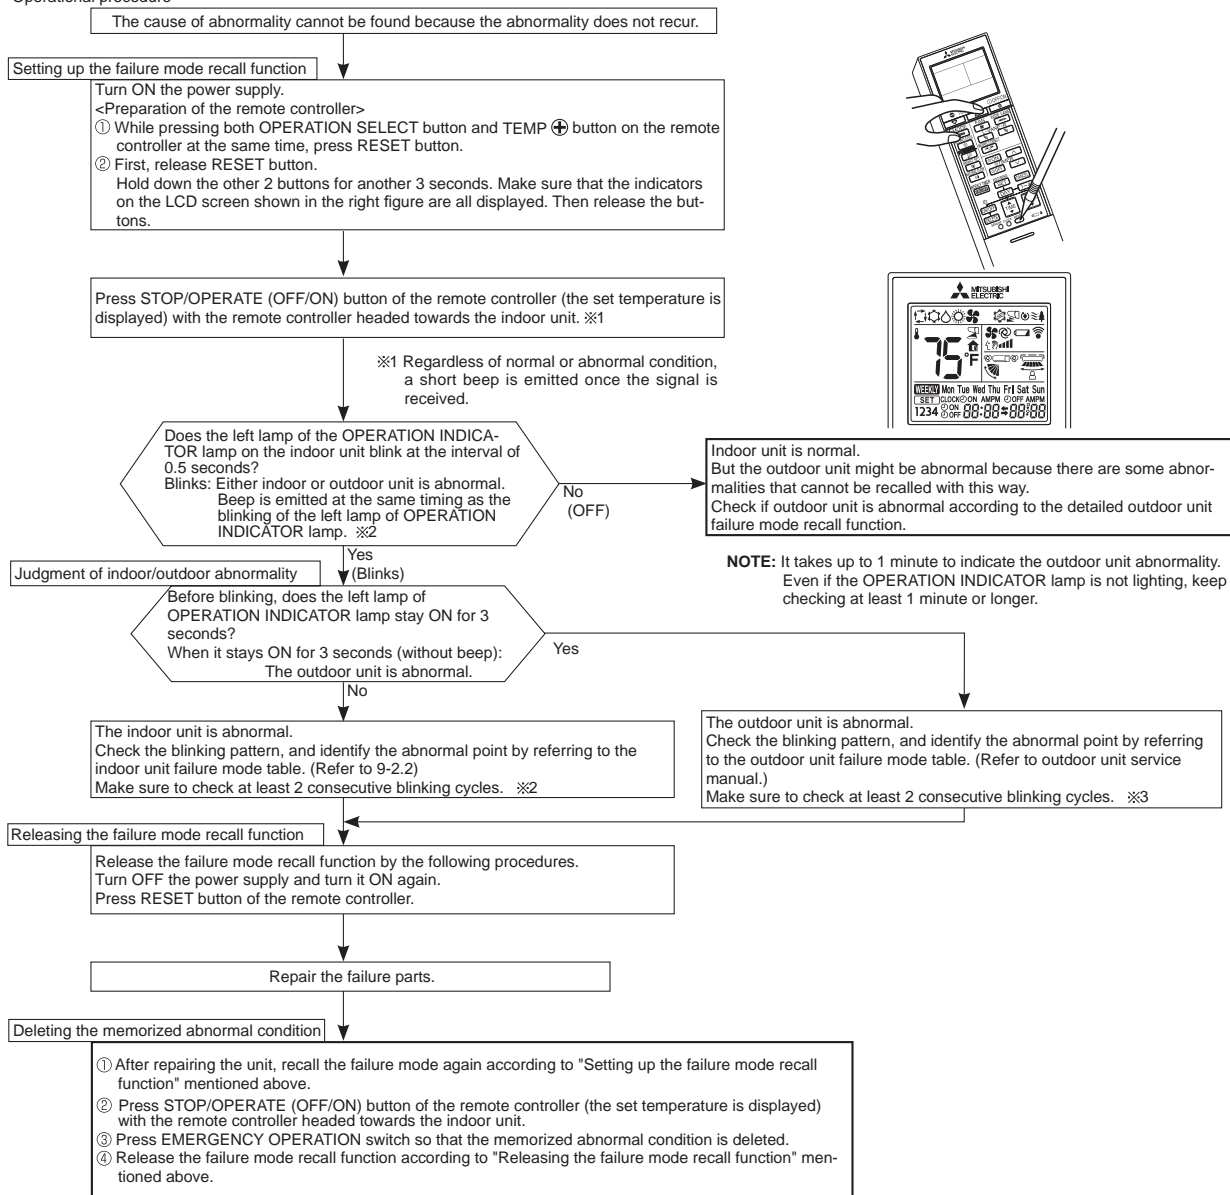 Operational procedure
The cause of abnormality cannot be found because the abnormality does not recur.
Setting up the failure mode recall function
Turn ON the power supply.
<Preparation of the remote controller>
① While pressing both OPERATION SELECT button and TEMP ⊕ button on the remote
controller at the same time, press RESET button.
② First, release RESET button.
Hold down the other 2 buttons for another 3 seconds. Make sure that the indicators
on the LCD screen shown in the right figure are all displayed. Then release the but-
tons.
Press STOP/OPERATE (OFF/ON) button of the remote controller (the set temperature is
displayed) with the remote controller headed towards the indoor unit. ※1
MITSUBISHI
ELECTRIC
75°F
WEEKLY Mon Tue Wed Thu Fri Sat Sun
SET CLOCK ON AMPM OFF AMPM
1234 ON OFF 88:88 88:88
※1 Regardless of normal or abnormal condition,
a short beep is emitted once the signal is
received.
Does the left lamp of the OPERATION INDICA-
TOR lamp on the indoor unit blink at the interval of
0.5 seconds?
Blinks: Either indoor or outdoor unit is abnormal.
Beep is emitted at the same timing as the
blinking of the left lamp of OPERATION
INDICATOR lamp. ※2
No
(OFF)
Indoor unit is normal.
But the outdoor unit might be abnormal because there are some abnor-
malities that cannot be recalled with this way.
Check if outdoor unit is abnormal according to the detailed outdoor unit
failure mode recall function.
NOTE: It takes up to 1 minute to indicate the outdoor unit abnormality.
Even if the OPERATION INDICATOR lamp is not lighting, keep
checking at least 1 minute or longer.
Yes
(Blinks)
Judgment of indoor/outdoor abnormality
Before blinking, does the left lamp of
OPERATION INDICATOR lamp stay ON for 3
seconds?
When it stays ON for 3 seconds (without beep):
The outdoor unit is abnormal.
Yes
No
The indoor unit is abnormal.
Check the blinking pattern, and identify the abnormal point by referring to the
indoor unit failure mode table. (Refer to 9-2.2)
Make sure to check at least 2 consecutive blinking cycles. ※2
The outdoor unit is abnormal.
Check the blinking pattern, and identify the abnormal point by referring
to the outdoor unit failure mode table. (Refer to outdoor unit service
manual.)
Make sure to check at least 2 consecutive blinking cycles. ※3
Releasing the failure mode recall function
Release the failure mode recall function by the following procedures.
Turn OFF the power supply and turn it ON again.
Press RESET button of the remote controller.
Repair the failure parts.
Deleting the memorized abnormal condition
① After repairing the unit, recall the failure mode again according to "Setting up the failure mode recall
function" mentioned above.
② Press STOP/OPERATE (OFF/ON) button of the remote controller (the set temperature is displayed)
with the remote controller headed towards the indoor unit.
③ Press EMERGENCY OPERATION switch so that the memorized abnormal condition is deleted.
④ Release the failure mode recall function according to "Releasing the failure mode recall function" men-
tioned above.